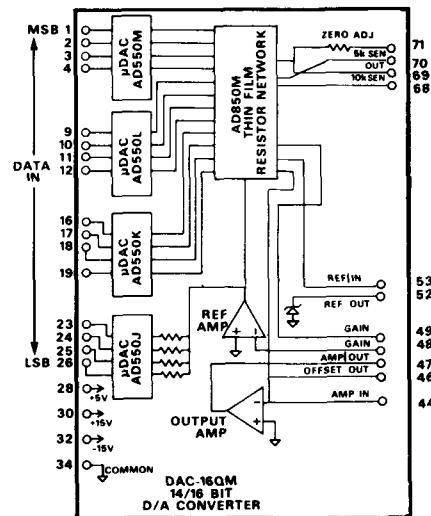 MSB 1
2
3
4
µDAC
AD550M
9
10
11
12
µDAC
AD550L
DATA
IN
16
17
18
19
µDAC
AD550K
23
24
25
LSB 26
µDAC
AD550J
28
+5V
30
+15V
32
-15V
34
COMMON
AD850M
THIN FILM
RESISTOR NETWORK
REF
AMP
+ −
OUTPUT
AMP
− +
ZERO ADJ
71
5k SEN
70
OUT
69
10k SEN
68
REF IN
53
52
REF OUT
GAIN
49
GAIN
48
AMP OUT
47
OFFSET OUT
46
AMP IN
44
DAC-16QM
14/16 BIT
D/A CONVERTER